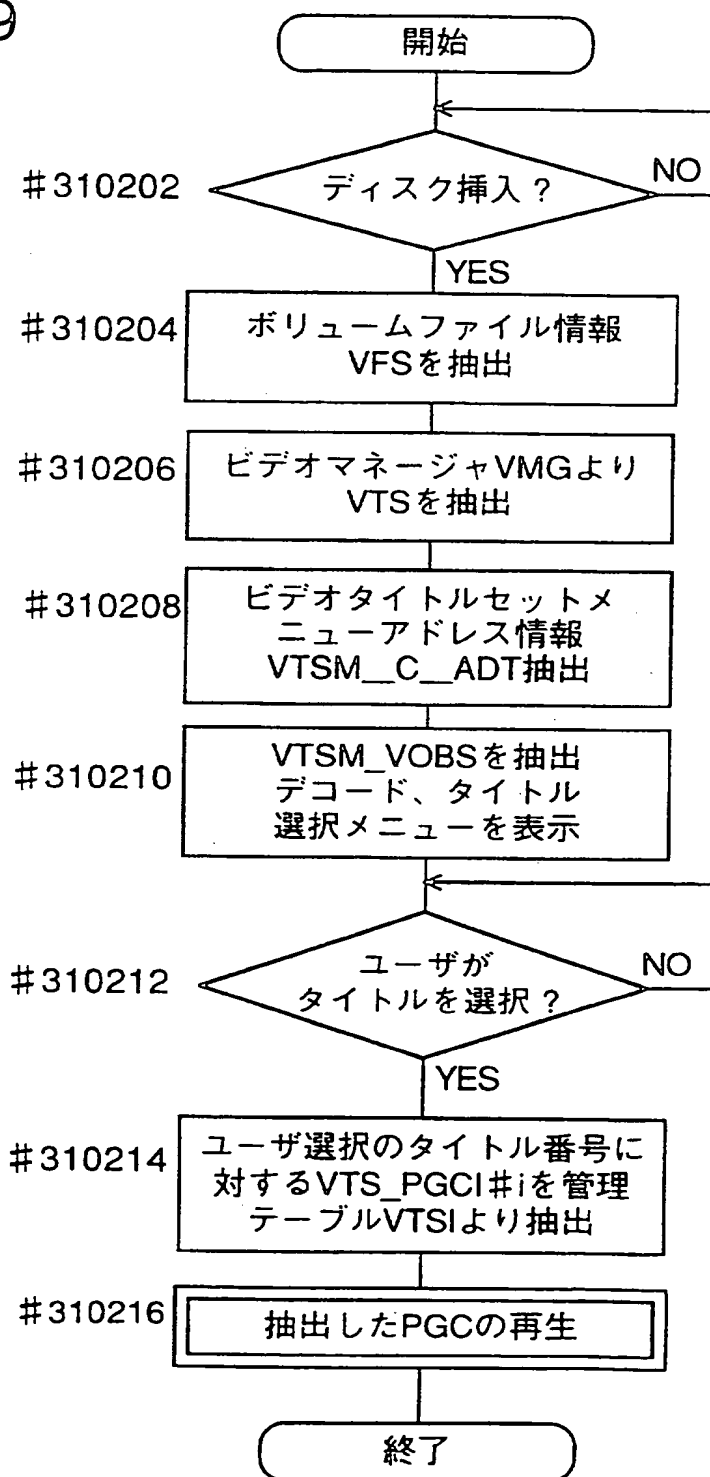 9
開始
#310202
ディスク挿入?
NO
YES
#310204
ボリュームファイル情報
VFSを抽出
#310206
ビデオマネージャVMGより
VTSを抽出
#310208
ビデオタイトルセットメ
ニューアドレス情報
VTSM__C__ADT抽出
#310210
VTSM_VOBSを抽出
デコード、タイトル
選択メニューを表示
#310212
ユーザが
タイトルを選択?
NO
YES
#310214
ユーザ選択のタイトル番号に
対するVTS_PGCI#iを管理
テーブルVTSIより抽出
#310216
抽出したPGCの再生
終了